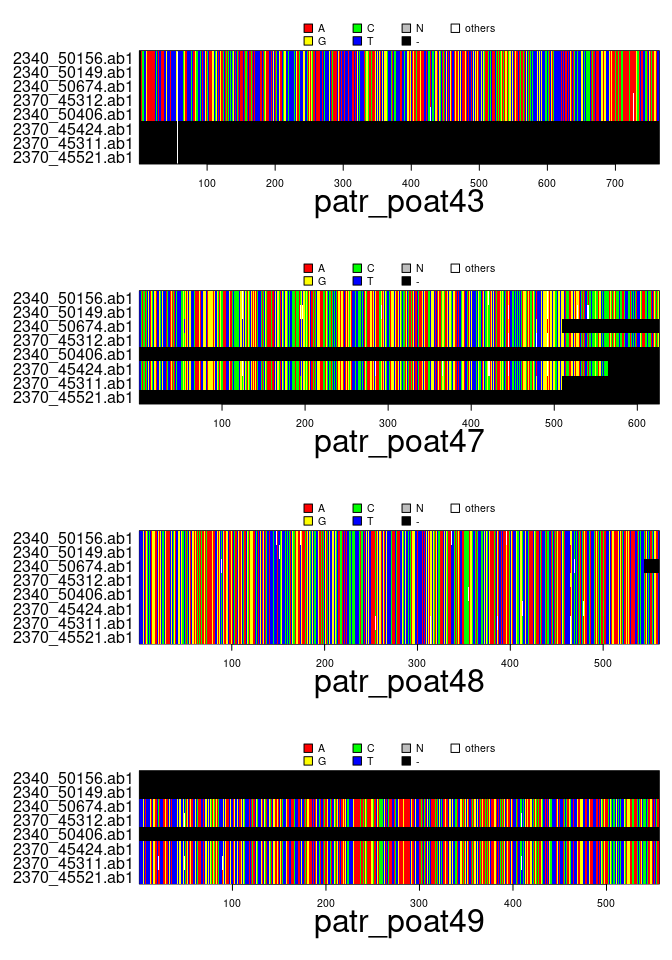 A C N others
G T -
2340_50156.ab1
2340_50149.ab1
2340_50674.ab1
2370_45312.ab1
2340_50406.ab1
2370_45424.ab1
2370_45311.ab1
2370_45521.ab1
100 200 300 400 500 600 700
patr_poat43
A C N others
G T -
2340_50156.ab1
2340_50149.ab1
2340_50674.ab1
2370_45312.ab1
2340_50406.ab1
2370_45424.ab1
2370_45311.ab1
2370_45521.ab1
100 200 300 400 500 600
patr_poat47
A C N others
G T -
2340_50156.ab1
2340_50149.ab1
2340_50674.ab1
2370_45312.ab1
2340_50406.ab1
2370_45424.ab1
2370_45311.ab1
2370_45521.ab1
100 200 300 400 500
patr_poat48
A C N others
G T -
2340_50156.ab1
2340_50149.ab1
2340_50674.ab1
2370_45312.ab1
2340_50406.ab1
2370_45424.ab1
2370_45311.ab1
2370_45521.ab1
100 200 300 400 500
patr_poat49